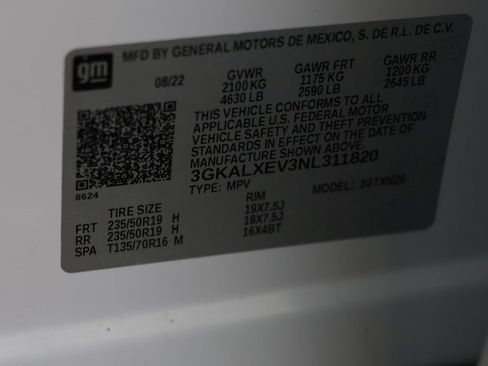 gm
MFD BY GENERAL MOTORS DE MEXICO, S. DE R.L. DE C.V.
08/22 GVWR GAWR FRT GAWR RR
2100 KG 1175 KG 1200 KG
4630 LB 2590 LB 2645 LB
THIS VEHICLE CONFORMS TO ALL
APPLICABLE U.S. FEDERAL MOTOR
VEHICLE SAFETY AND THEFT PREVENTION
STANDARDS IN EFFECT ON THE DATE OF
MANUFACTURE SHOWN ABOVE.
3GKALXEV3NL311820
8624
TYPE: MPV MODEL:
TIRE SIZE RIM
FRT 235/50R19 H 19X7.5J
RR 235/50R19 H 19X7.5J
SPA T135/70R16 M 16X4BT